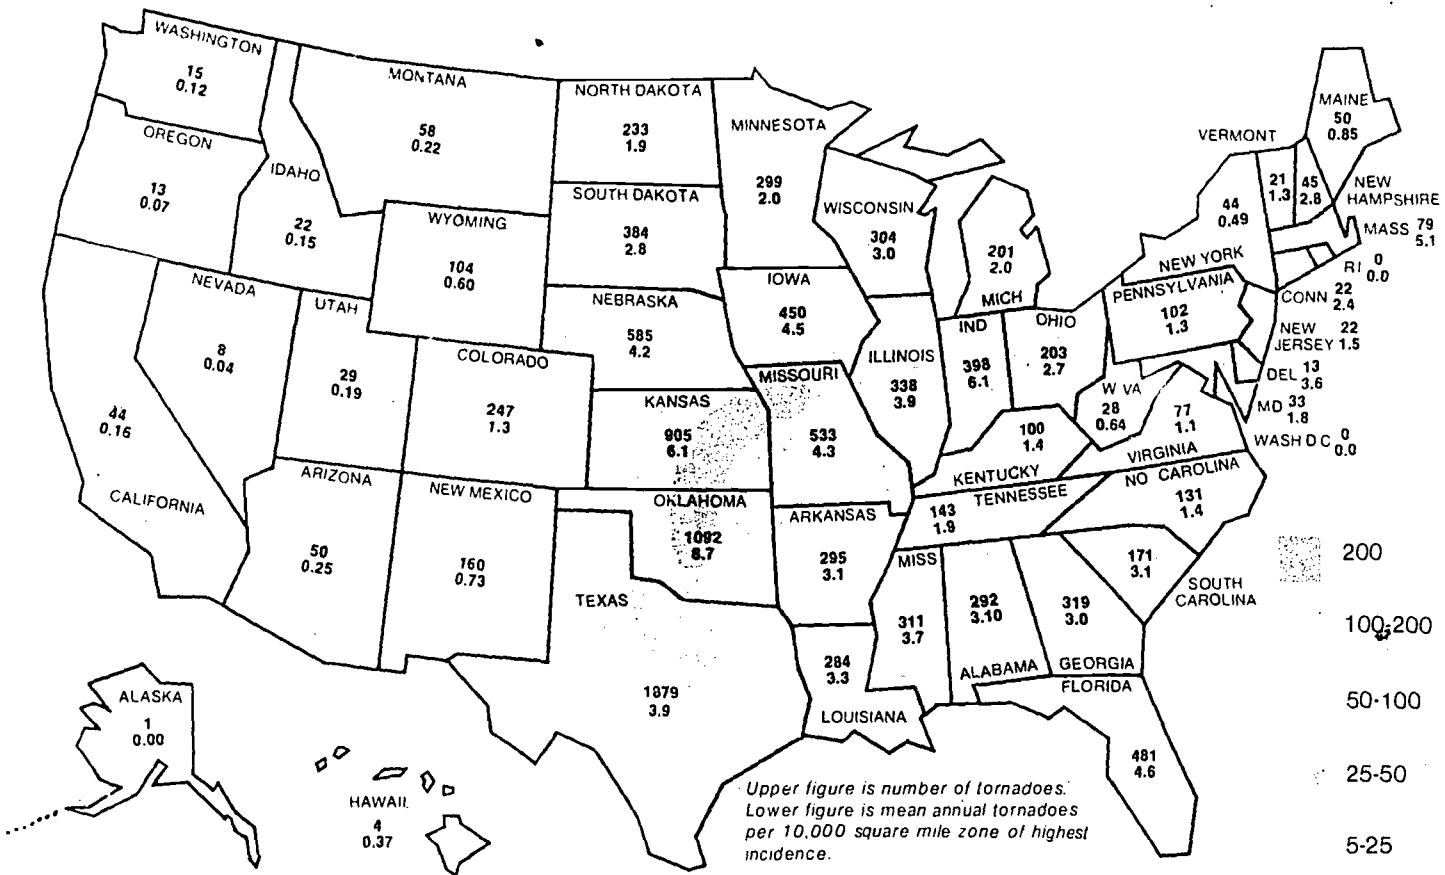 WASHINGTON
15
0.12
OREGON
13
0.07
IDAHO
22
0.15
MONTANA
58
0.22
WYOMING
104
0.60
NORTH DAKOTA
233
1.9
SOUTH DAKOTA
384
2.8
NEBRASKA
585
4.2
MINNESOTA
299
2.0
WISCONSIN
304
3.0
IOWA
450
4.5
NEVADA
8
0.04
UTAH
29
0.19
COLORADO
247
1.3
KANSAS
905
6.1
MISSOURI
533
4.3
ILLINOIS
338
3.9
201
2.0
MICH
IND
398
6.1
OHIO
203
2.7
44
0.16
CALIFORNIA
ARIZONA
50
0.25
NEW MEXICO
160
0.73
OKLAHOMA
1092
8.7
TEXAS
1879
3.9
ARKANSAS
295
3.1
284
3.3
LOUISIANA
MISS
311
3.7
292
3.10
ALABAMA
319
3.0
GEORGIA
FLORIDA
481
4.6
171
3.1
SOUTH
CAROLINA
NO CAROLINA
131
1.4
TENNESSEE
143
1.9
100
1.4
KENTUCKY
W VA
28
0.64
77
1.1
VIRGINIA
PENNSYLVANIA
102
1.3
44
0.49
NEW YORK
VERMONT
21
1.3
45
2.8
NEW
HAMPSHIRE
MAINE
50
0.85
MASS 79
5.1
RI 0
0.0
CONN 22
2.4
NEW 22
JERSEY 1.5
DEL 13
3.6
MD 33
1.8
WASH D C 0
0.0
ALASKA
1
0.00
HAWAII
4
0.37
Upper figure is number of tornadoes.
Lower figure is mean annual tornadoes
per 10,000 square mile zone of highest
incidence.
200
100-200
50-100
25-50
5-25